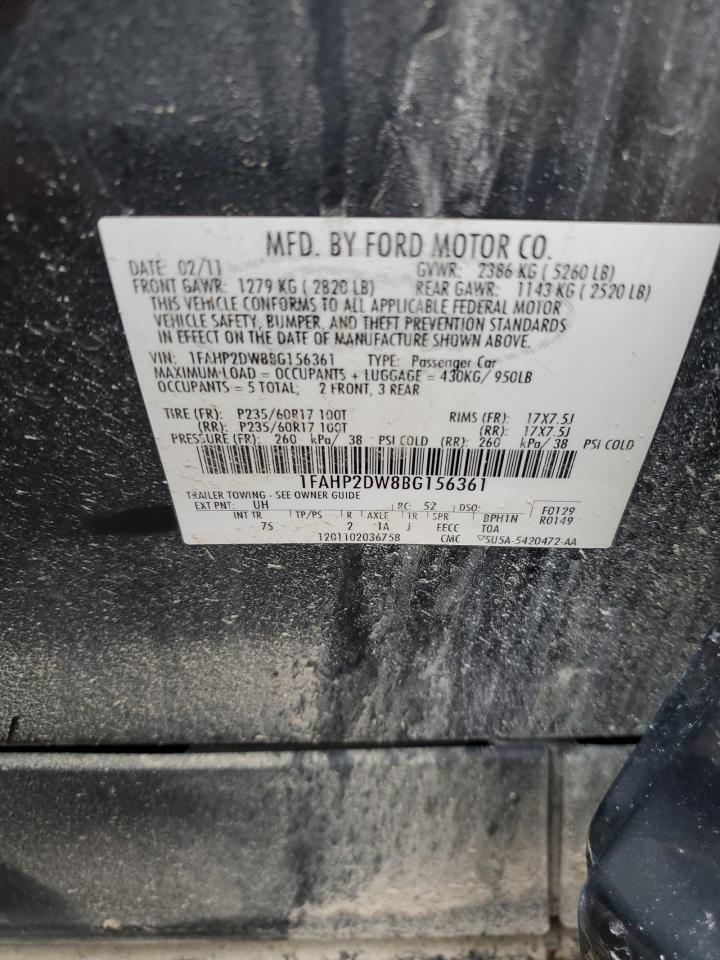 MFD. BY FORD MOTOR CO.
DATE: 02/11 GVWR: 2386 KG ( 5260 LB)
FRONT GAWR: 1279 KG ( 2820 LB) REAR GAWR: 1143 KG ( 2520 LB)
THIS VEHICLE CONFORMS TO ALL APPLICABLE FEDERAL MOTOR
VEHICLE SAFETY, BUMPER, AND THEFT PREVENTION STANDARDS
IN EFFECT ON THE DATE OF MANUFACTURE SHOWN ABOVE.
VIN: 1FAHP2DW8BG156361 TYPE: Passenger Car
MAXIMUM-LOAD = OCCUPANTS + LUGGAGE = 430KG/ 950LB
OCCUPANTS = 5 TOTAL; 2 FRONT, 3 REAR
TIRE (FR): P235/60R17 100T RIMS (FR): 17X7.5J
(RR): P235/60R17 100T (RR): 17X7.5J
PRESSURE (FR): 260 kPa/ 38 PSI COLD (RR): 260 kPa/ 38 PSI COLD
1FAHP2DW8BG156361
TRAILER TOWING - SEE OWNER GUIDE
EXT PNT: UH RC: 52 DSO: F0129
INT TR TP/PS R AXLE TR SPR BPH1N R0149
7S 2 1A J EECC TOA
1201102036758 CMC ▽5U5A-5420472-AA